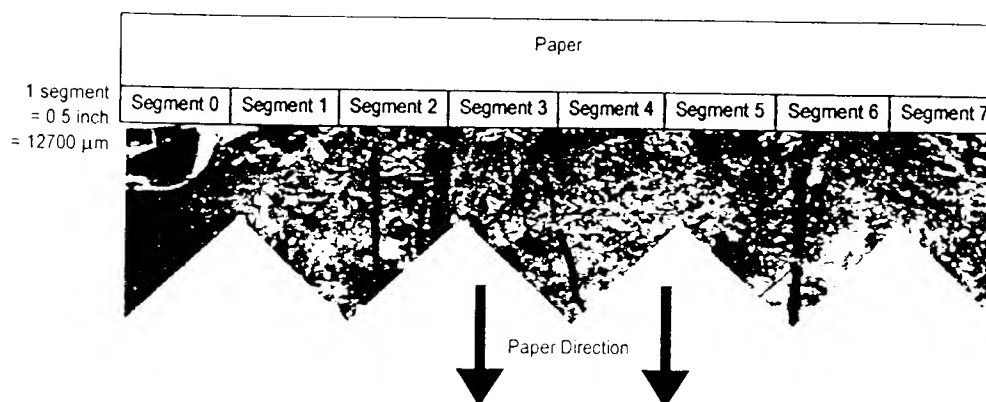 Paper
1 segment
= 0.5 inch
= 12700 μm
Segment 0 Segment 1 Segment 2 Segment 3 Segment 4 Segment 5 Segment 6 Segment 7
Paper Direction